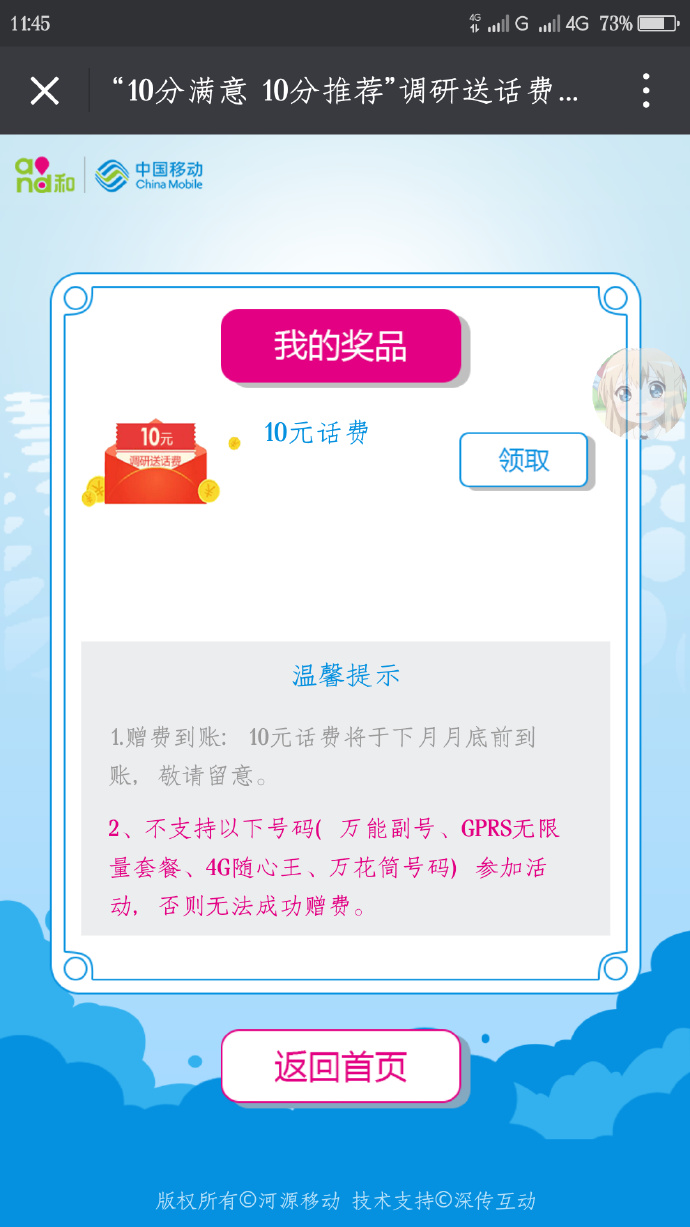 11:45
4G G 4G 73%
“10分满意 10分推荐”调研送话费...
and和 中国移动
China Mobile
我的奖品
10元
调研送话费
10元话费
领取
温馨提示
1.赠费到账: 10元话费将于下月月底前到
账, 敬请留意。
2、不支持以下号码( 万能副号、GPRS无限
量套餐、4G随心王、万花筒号码) 参加活
动, 否则无法成功赠费。
返回首页
版权所有©河源移动 技术支持©深传互动